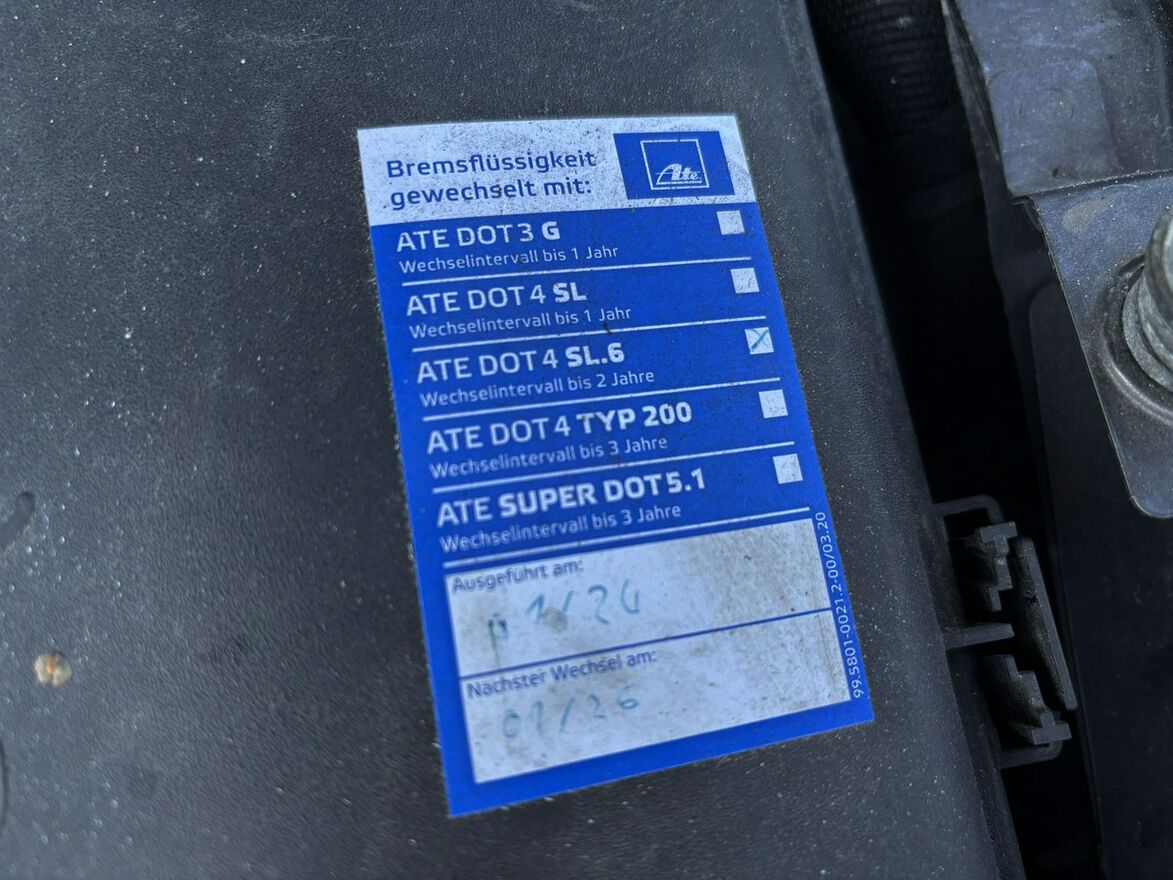 Bremsflüssigkeit
gewechselt mit:
Ate
ATE DOT 3 G
Wechselintervall bis 1 Jahr
ATE DOT 4 SL
Wechselintervall bis 1 Jahr
ATE DOT 4 SL.6
Wechselintervall bis 2 Jahre
ATE DOT 4 TYP 200
Wechselintervall bis 3 Jahre
ATE SUPER DOT 5.1
Wechselintervall bis 3 Jahre
Ausgeführt am:
Nächster Wechsel am:
01/26
99.5801-0021.2-00/03.20